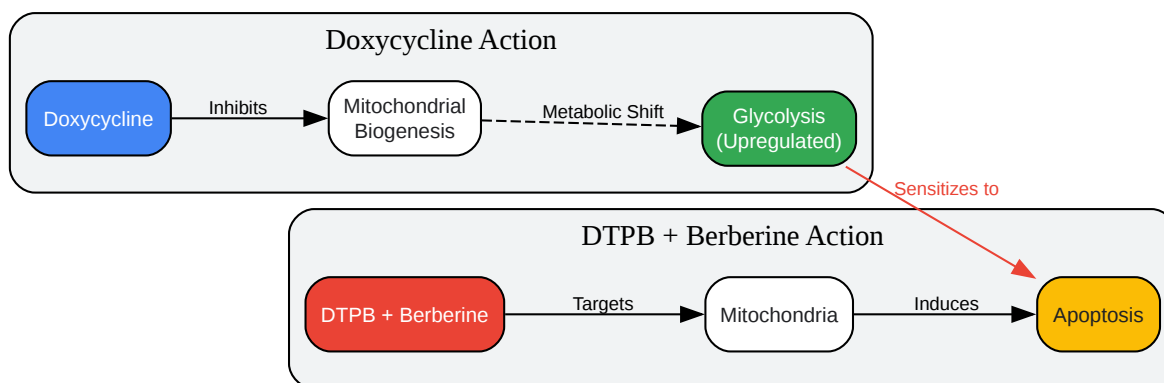 Doxycycline Action
Doxycycline
Inhibits
Mitochondrial
Biogenesis
Metabolic Shift
Glycolysis
(Upregulated)
Sensitizes to
DTPB + Berberine Action
DTPB + Berberine
Targets
Mitochondria
Induces
Apoptosis